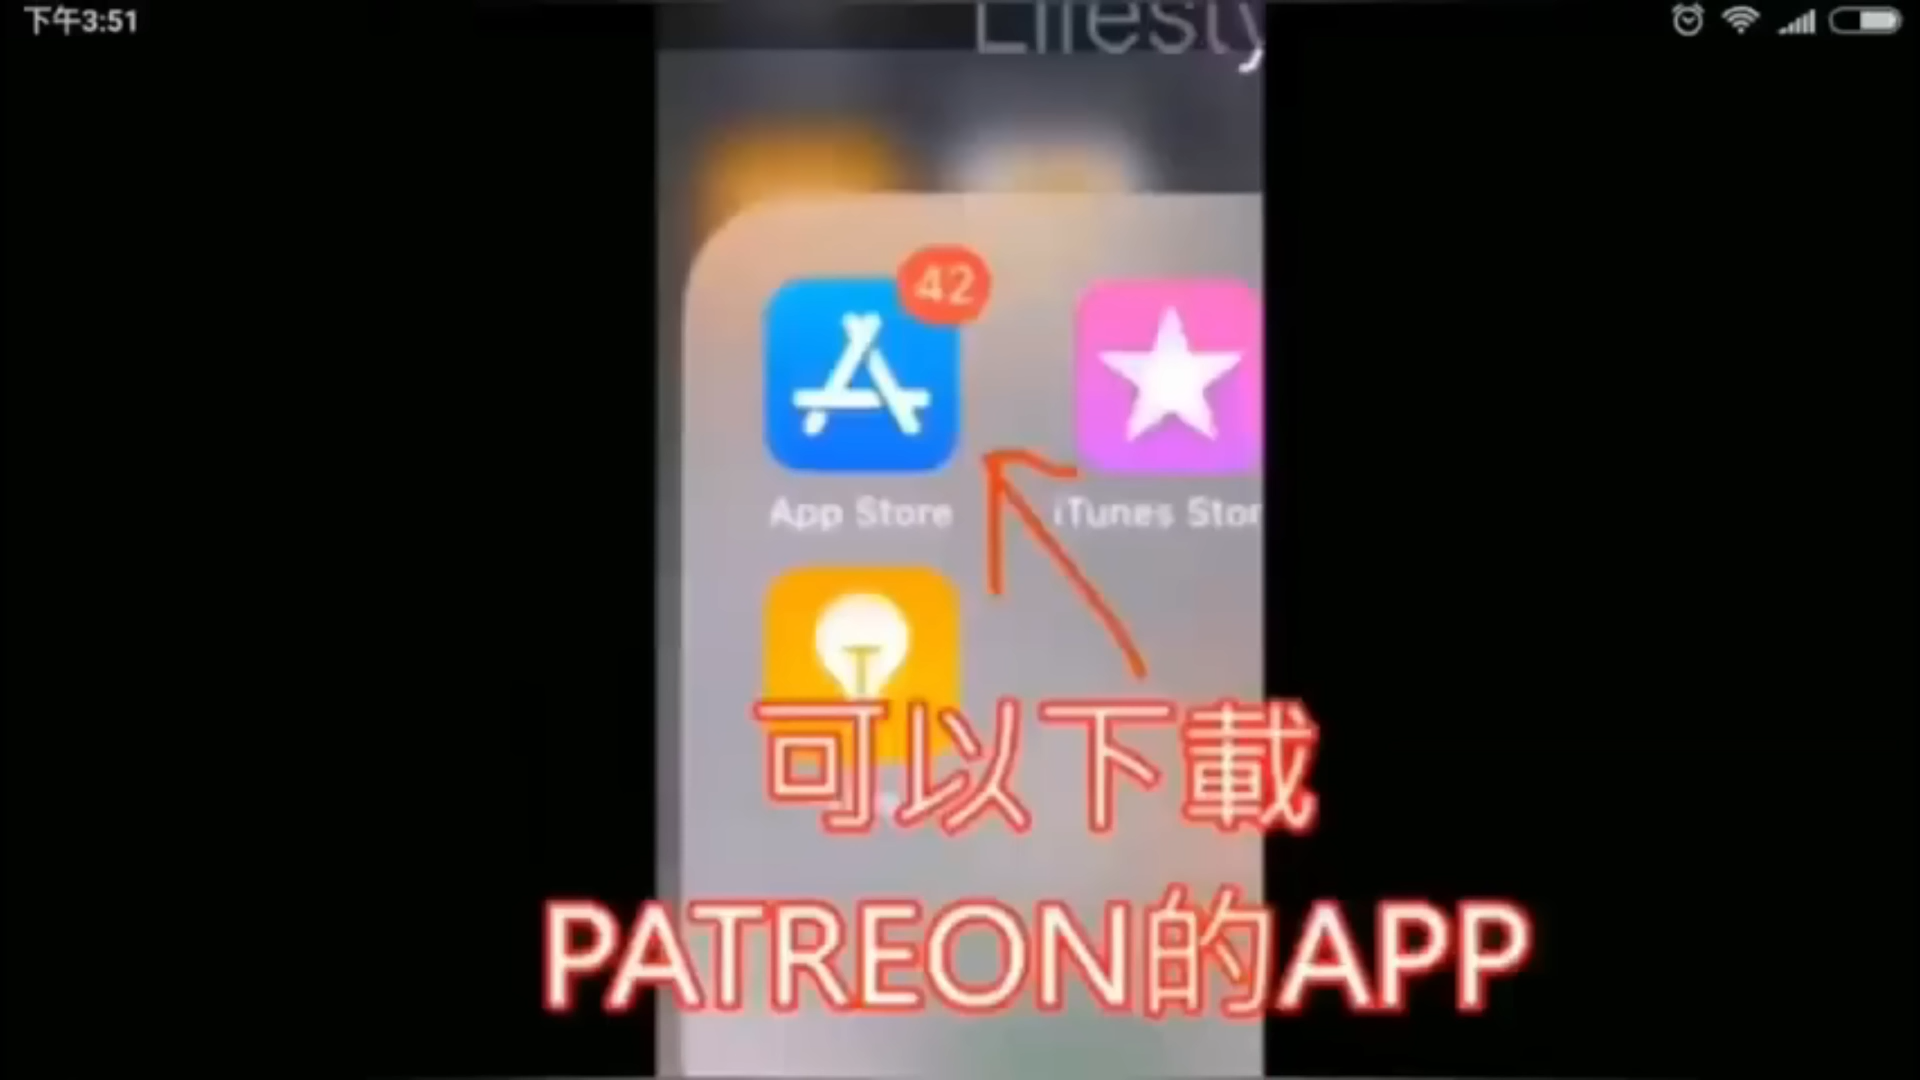 下午3:51
Lifesty
42
App Store
iTunes Stor
可以下載
PATREON的APP